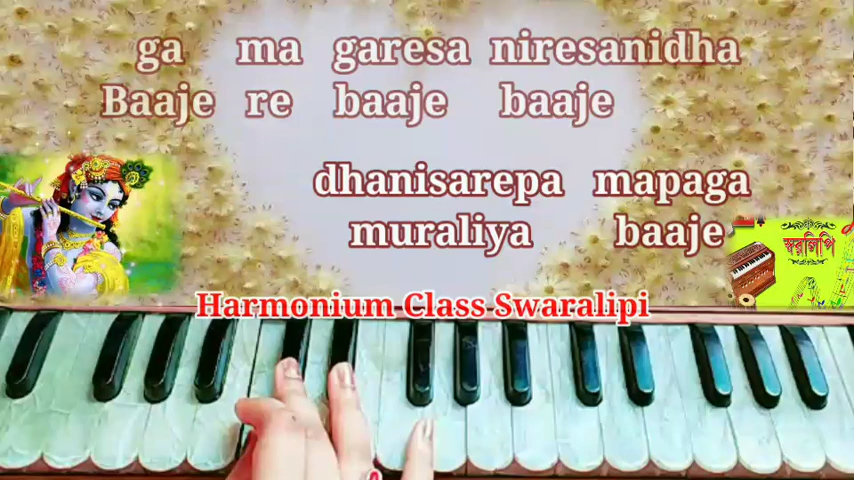 ga ma garesa niresanidha
Baaje re baaje baaje
dhanisarepa mapaga
muraliya baaje
স্বরলিপি
Harmonium Class Swaralipi